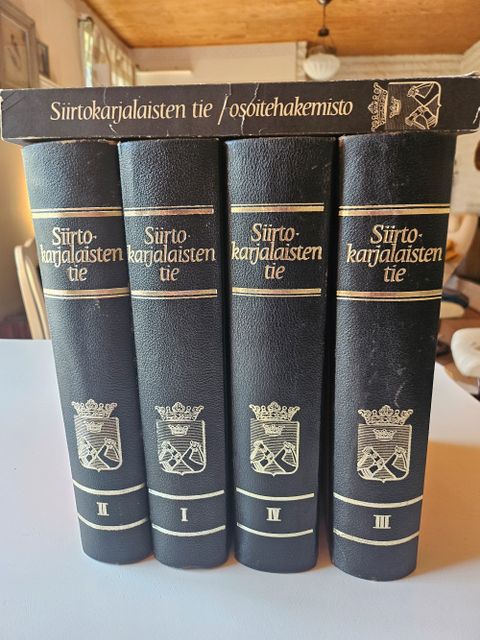 Siirtokarjalaisten tie / osoitehakemisto
Siirto-
karjalaisten
tie
II
Siirto-
karjalaisten
tie
I
Siirto-
karjalaisten
tie
IV
Siirto-
karjalaisten
tie
III